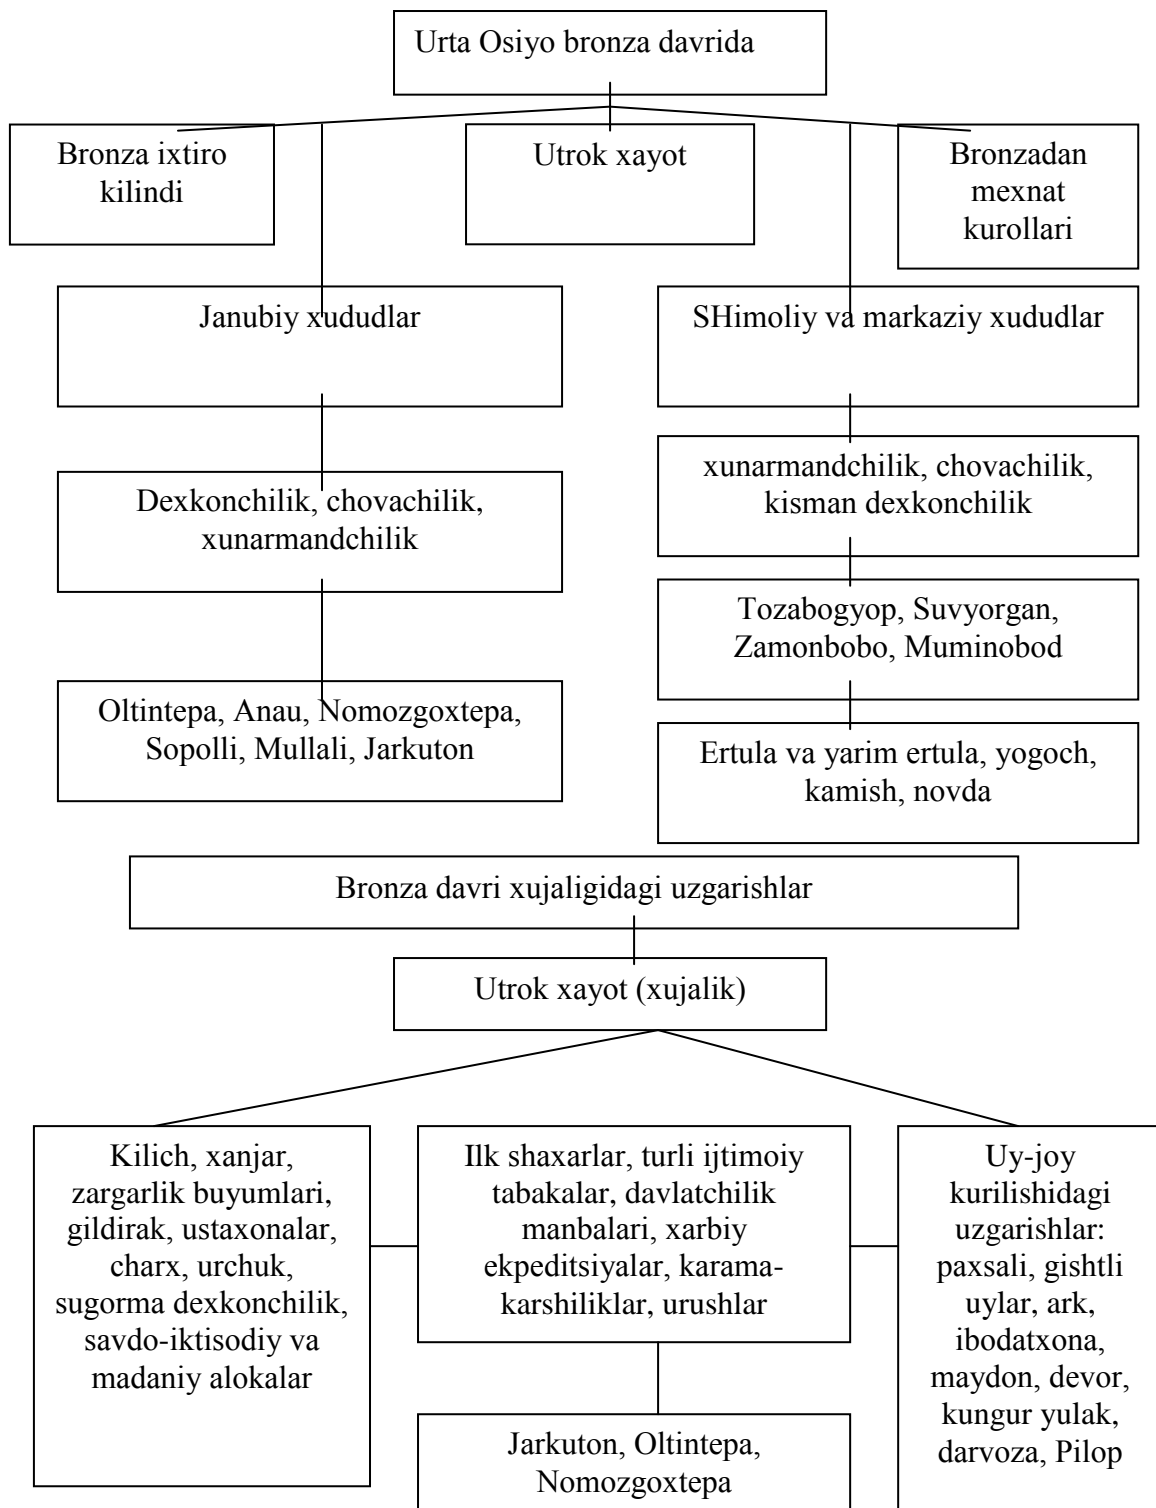 Urta Osiyo bronza davrida
Bronza ixtiro
kilindi
Utrok xayot
Bronzadan
mexnat
kurollari
Janubiy xududlar
SHimoliy va markaziy xududlar
Dexkonchilik, chovachilik,
xunarmandchilik
xunarmandchilik, chovachilik,
kisman dexkonchilik
Tozabogyop, Suvyorgan,
Zamonbobo, Muminobod
Oltintepa, Anau, Nomozgoxtepa,
Sopolli, Mullali, Jarkuton
Ertula va yarim ertula, yogoch,
kamish, novda
Bronza davri xujaligidagi uzgarishlar
Utrok xayot (xujalik)
Kilich, xanjar,
zargarlik buyumlari,
gildirak, ustaxonalar,
charx, urchuk,
sugorma dexkonchilik,
savdo-iktisodiy va
madaniy alokalar
Ilk shaxarlar, turli ijtimoiy
tabakalar, davlatchilik
manbalari, xarbiy
ekpeditsiyalar, karama-
karshiliklar, urushlar
Uy-joy
kurilishidagi
uzgarishlar:
paxsali, gishtli
uylar, ark,
ibodatxona,
maydon, devor,
kungur yulak,
darvoza, Pilop
Jarkuton, Oltintepa,
Nomozgoxtepa